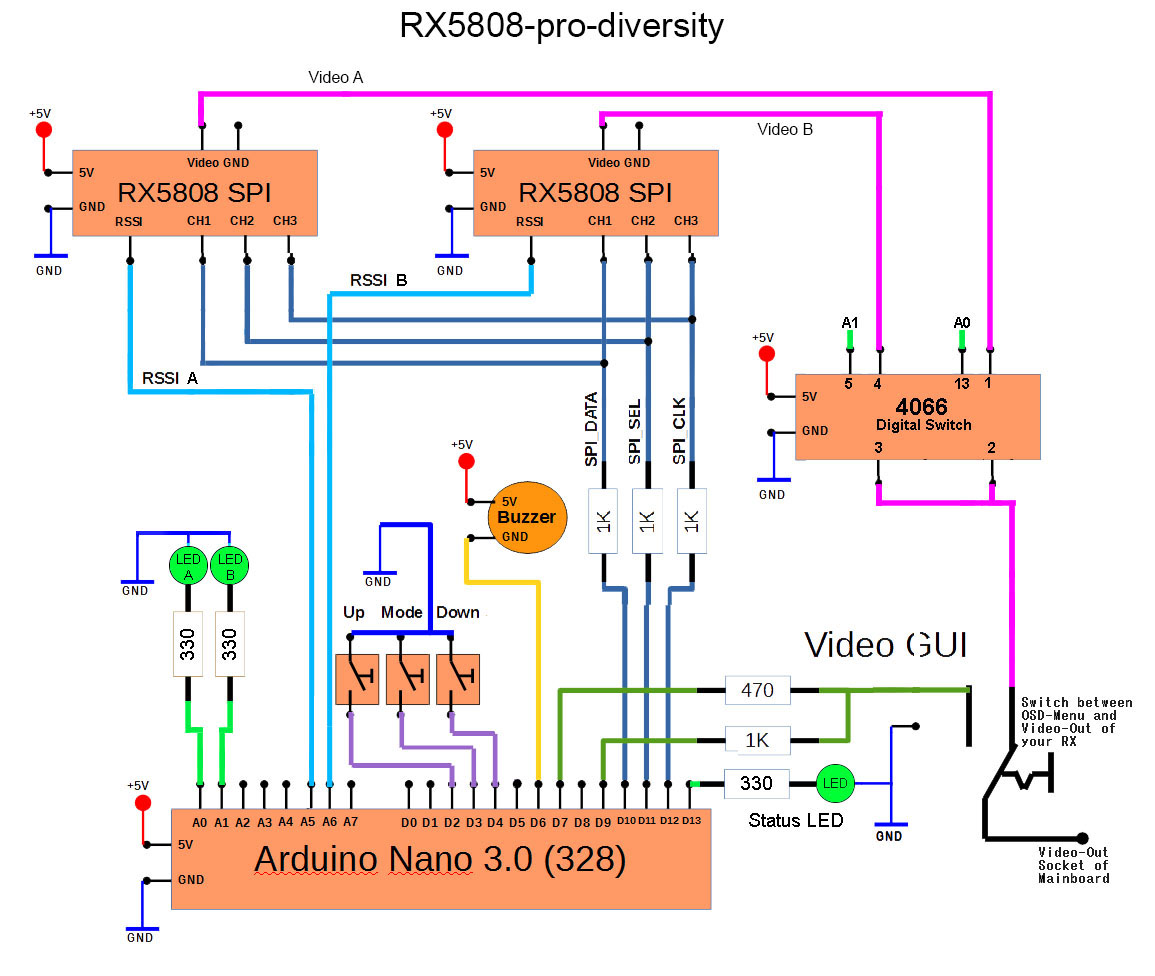 RX5808-pro-diversity
Video A
Video B
+5V
5V
GND
GND
Video GND
RX5808 SPI
RSSI CH1 CH2 CH3
+5V
5V
GND
GND
Video GND
RX5808 SPI
RSSI CH1 CH2 CH3
RSSI B
RSSI A
SPI_DATA
SPI_SEL
SPI_CLK
1K
1K
1K
A1
A0
+5V
5 4 13 1
5V
4066
Digital Switch
GND
3 2
GND
+5V
5V
Buzzer
GND
LED
A
LED
B
GND
330
330
GND
Up Mode Down
Video GUI
470
1K
330
LED
Status LED
GND
Switch between
OSD-Menu and
Video-Out of
your RX
Video-Out
Socket of
Mainboard
+5V
A0 A1 A2 A3 A4 A5 A6 A7 D0 D1 D2 D3 D4 D5 D6 D7 D8 D9 D10 D11 D12 D13
5V
Arduino Nano 3.0 (328)
GND
GND